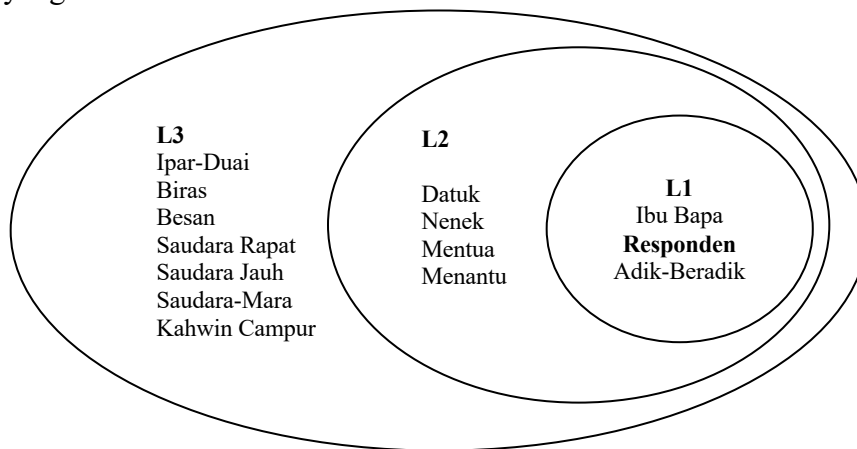 L3
Ipar-Duai
Biras
Besan
Saudara Rapat
Saudara Jauh
Saudara-Mara
Kahwin Campur
L2
Datuk
Nenek
Mentua
Menantu
L1
Ibu Bapa
Responden
Adik-Beradik